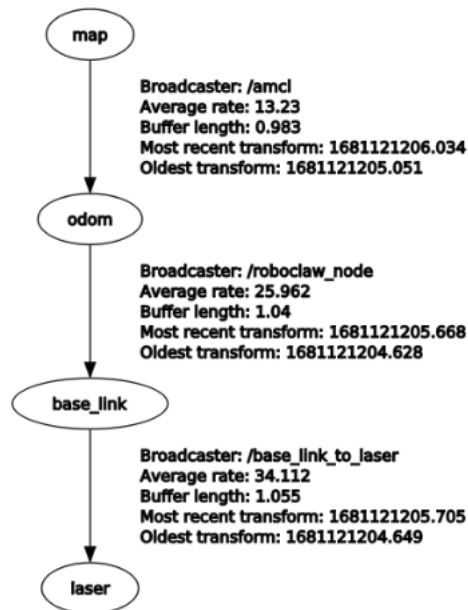 map
Broadcaster: /amcl
Average rate: 13.23
Buffer length: 0.983
Most recent transform: 1681121206.034
Oldest transform: 1681121205.051
odom
Broadcaster: /roboclaw_node
Average rate: 25.962
Buffer length: 1.04
Most recent transform: 1681121205.668
Oldest transform: 1681121204.628
base_link
Broadcaster: /base_link_to_laser
Average rate: 34.112
Buffer length: 1.055
Most recent transform: 1681121205.705
Oldest transform: 1681121204.649
laser